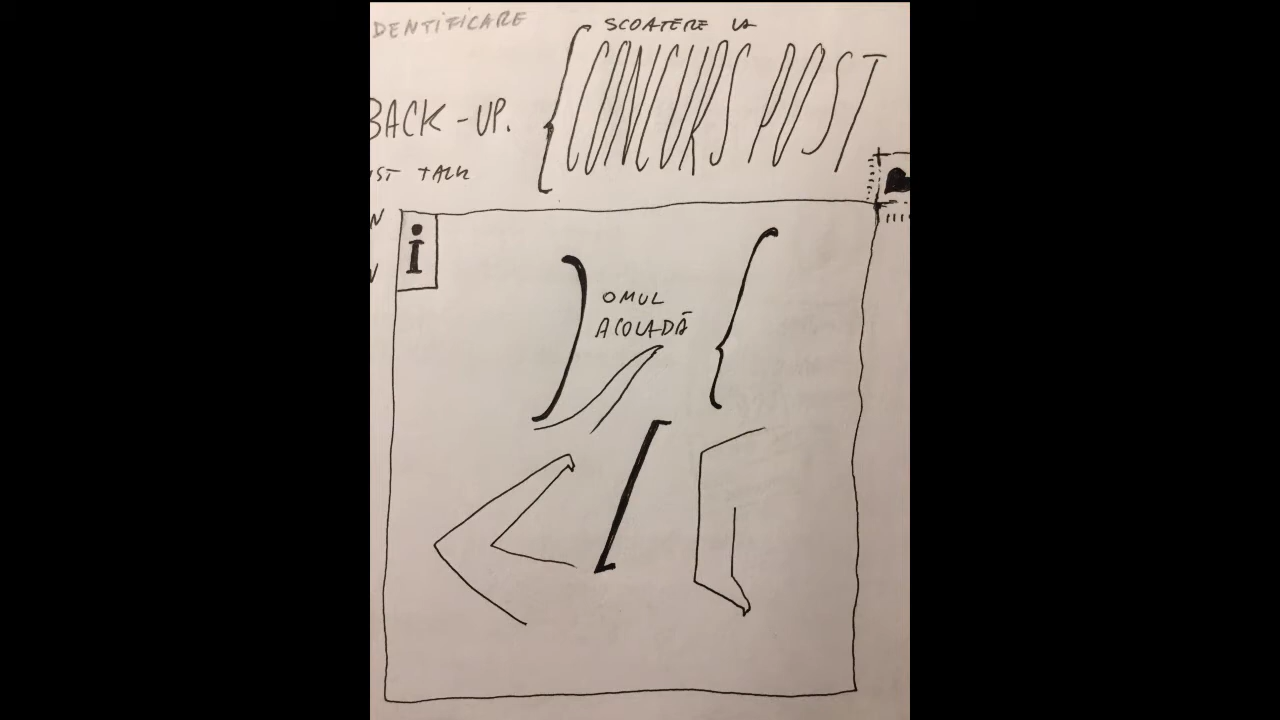 DENTIFICARE
SCOATERE LA
CONCURS POST
BACK-UP.
ST TALK
N
i
N
OMUL
ACOLADĂ